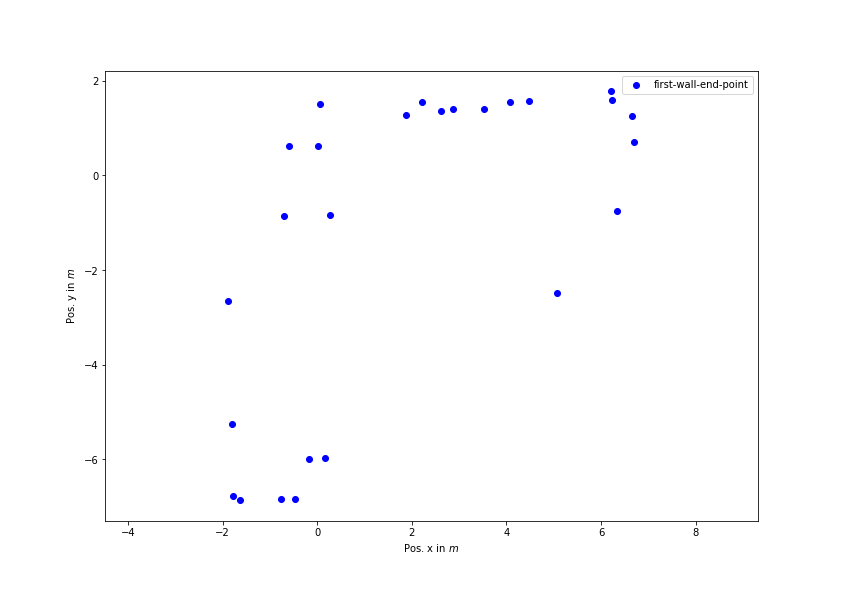 first-wall-end-point
2
0
−2
−4
−6
Pos. y in m
−4 −2 0 2 4 6 8
Pos. x in m